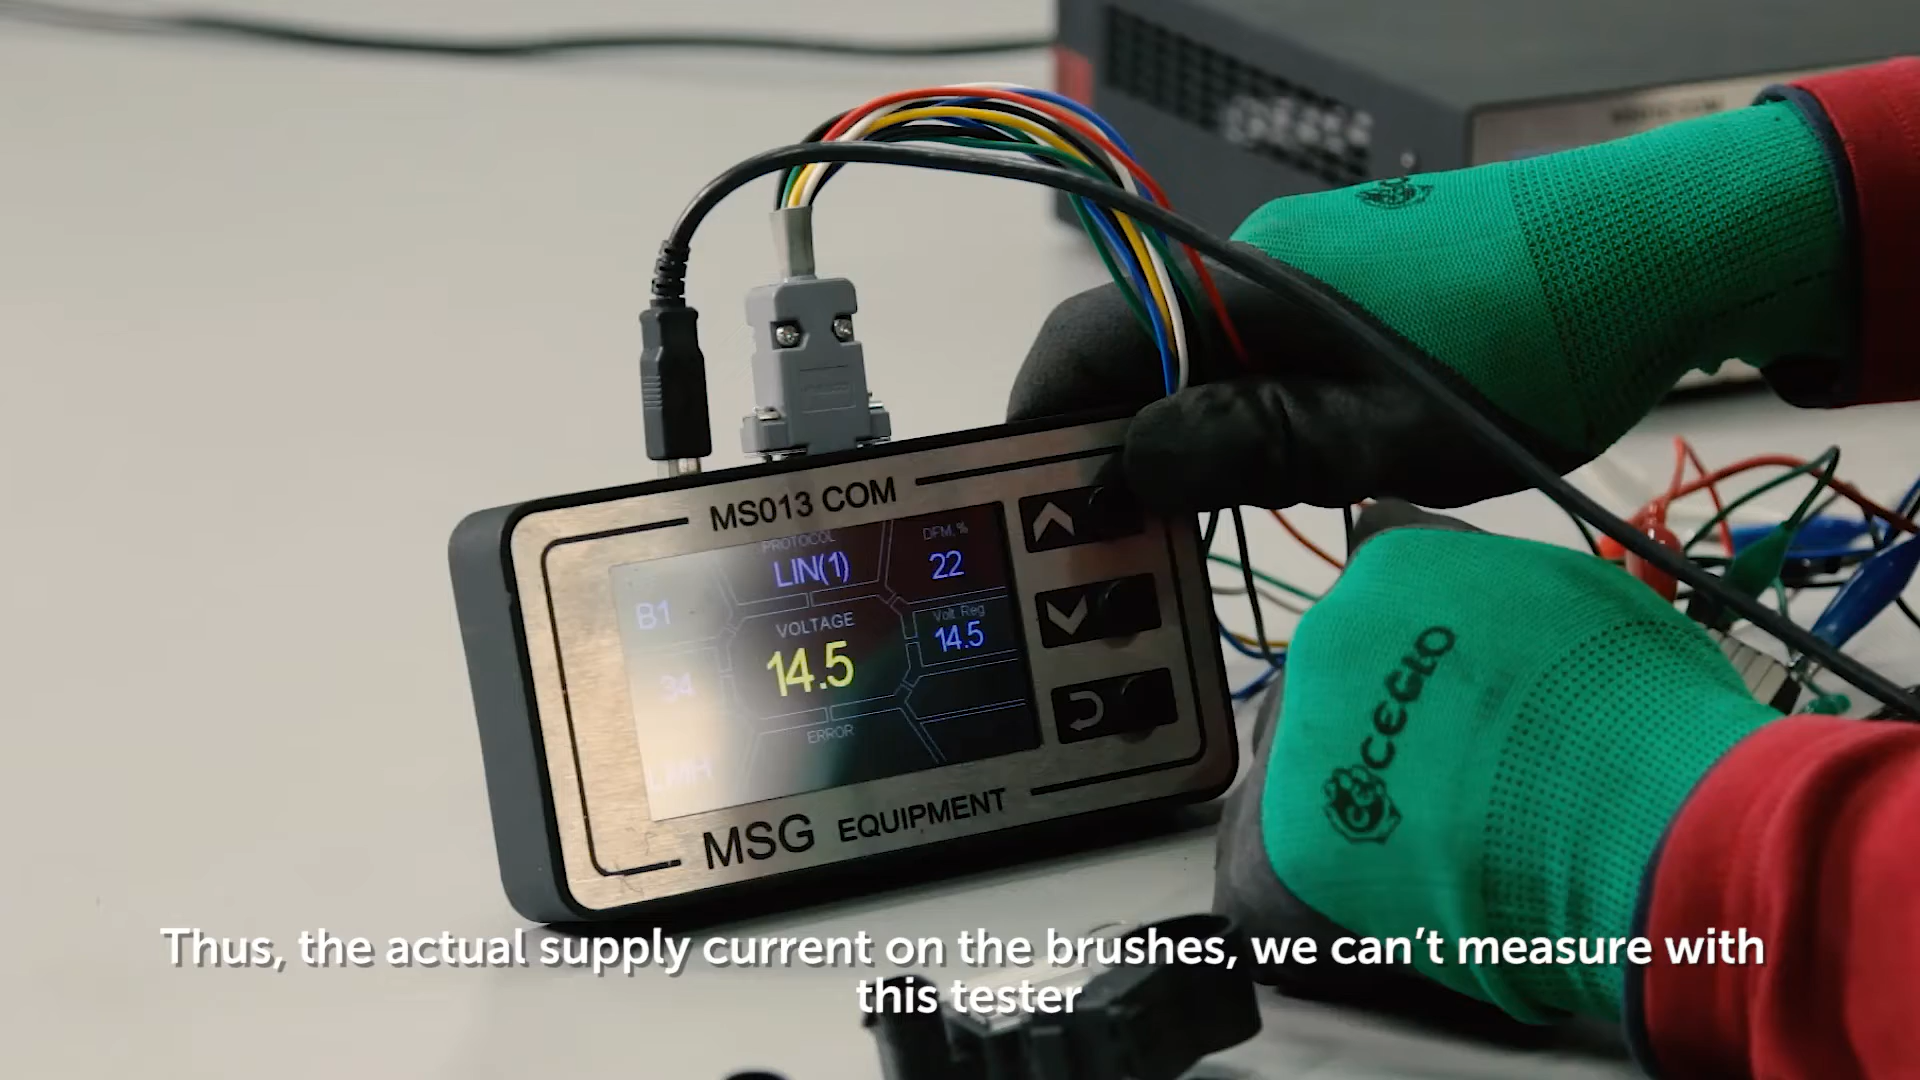 MS013 COM
PROTOCOL
LIN(1)
DFM,%
22
B1
VOLTAGE
14.5
Volt. Reg
14.5
34
ERROR
MSG EQUIPMENT
CEGLO
Thus, the actual supply current on the brushes, we can't measure with
this tester